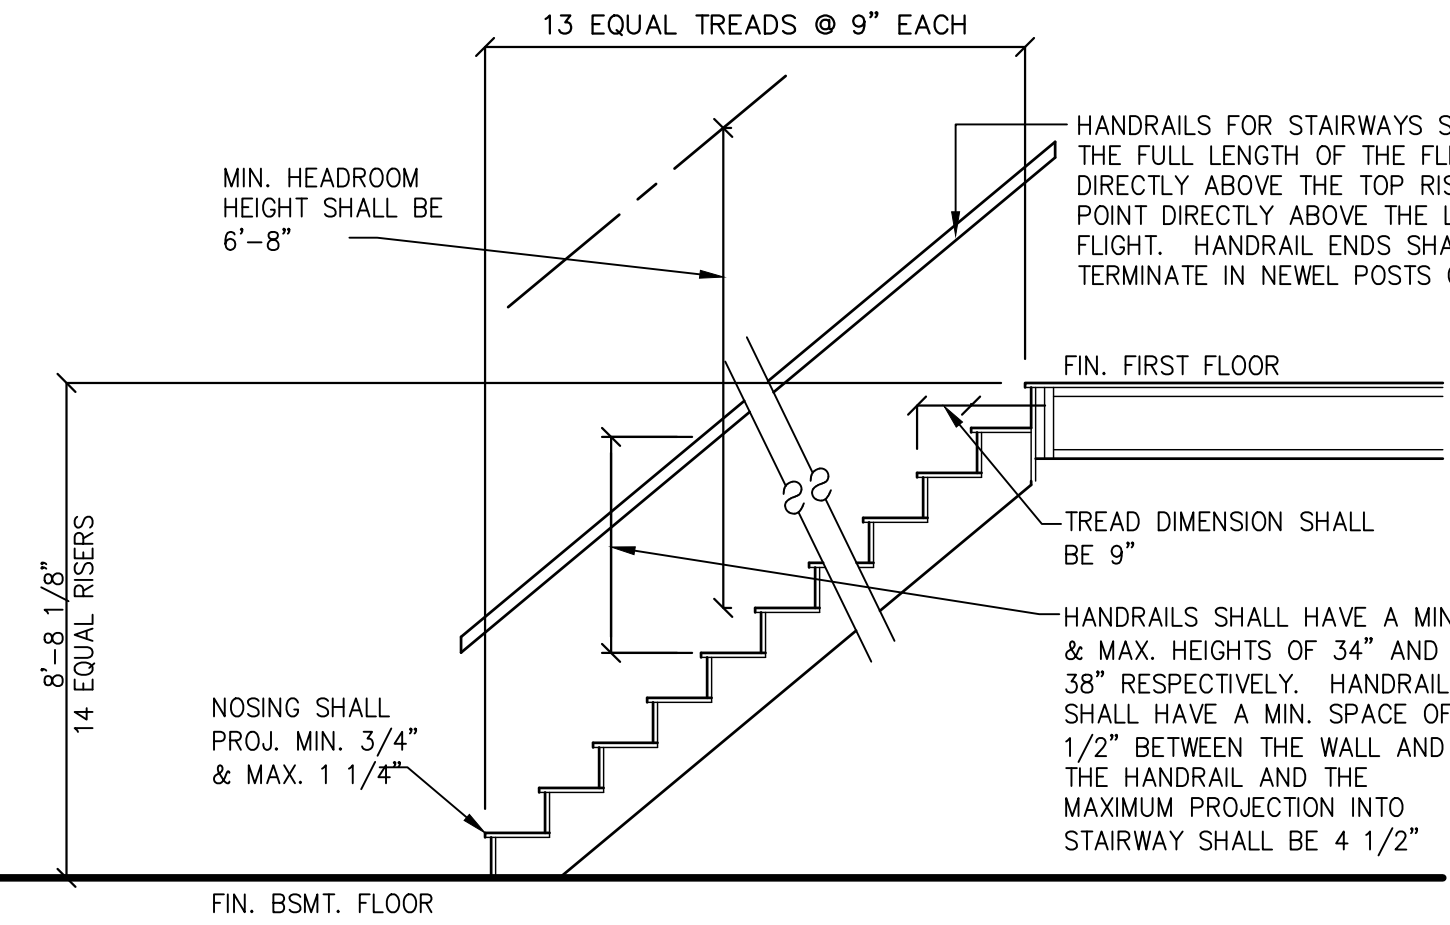 13 EQUAL TREADS @ 9" EACH
MIN. HEADROOM
HEIGHT SHALL BE
6'-8"
HANDRAILS FOR STAIRWAYS
THE FULL LENGTH OF THE
DIRECTLY ABOVE THE TOP
POINT DIRECTLY ABOVE THE
FLIGHT. HANDRAIL ENDS
TERMINATE IN NEWEL POSTS
FIN. FIRST FLOOR
TREAD DIMENSION SHALL
BE 9"
8'-8 1/8"
14 EQUAL RISERS
HANDRAILS SHALL HAVE A MIN
& MAX. HEIGHTS OF 34" AND
38" RESPECTIVELY. HANDRAIL
SHALL HAVE A MIN. SPACE OF
1/2" BETWEEN THE WALL AND
THE HANDRAIL AND THE
MAXIMUM PROJECTION INTO
STAIRWAY SHALL BE 4 1/2"
NOSING SHALL
PROJ. MIN. 3/4"
& MAX. 1 1/4"
FIN. BSMT. FLOOR